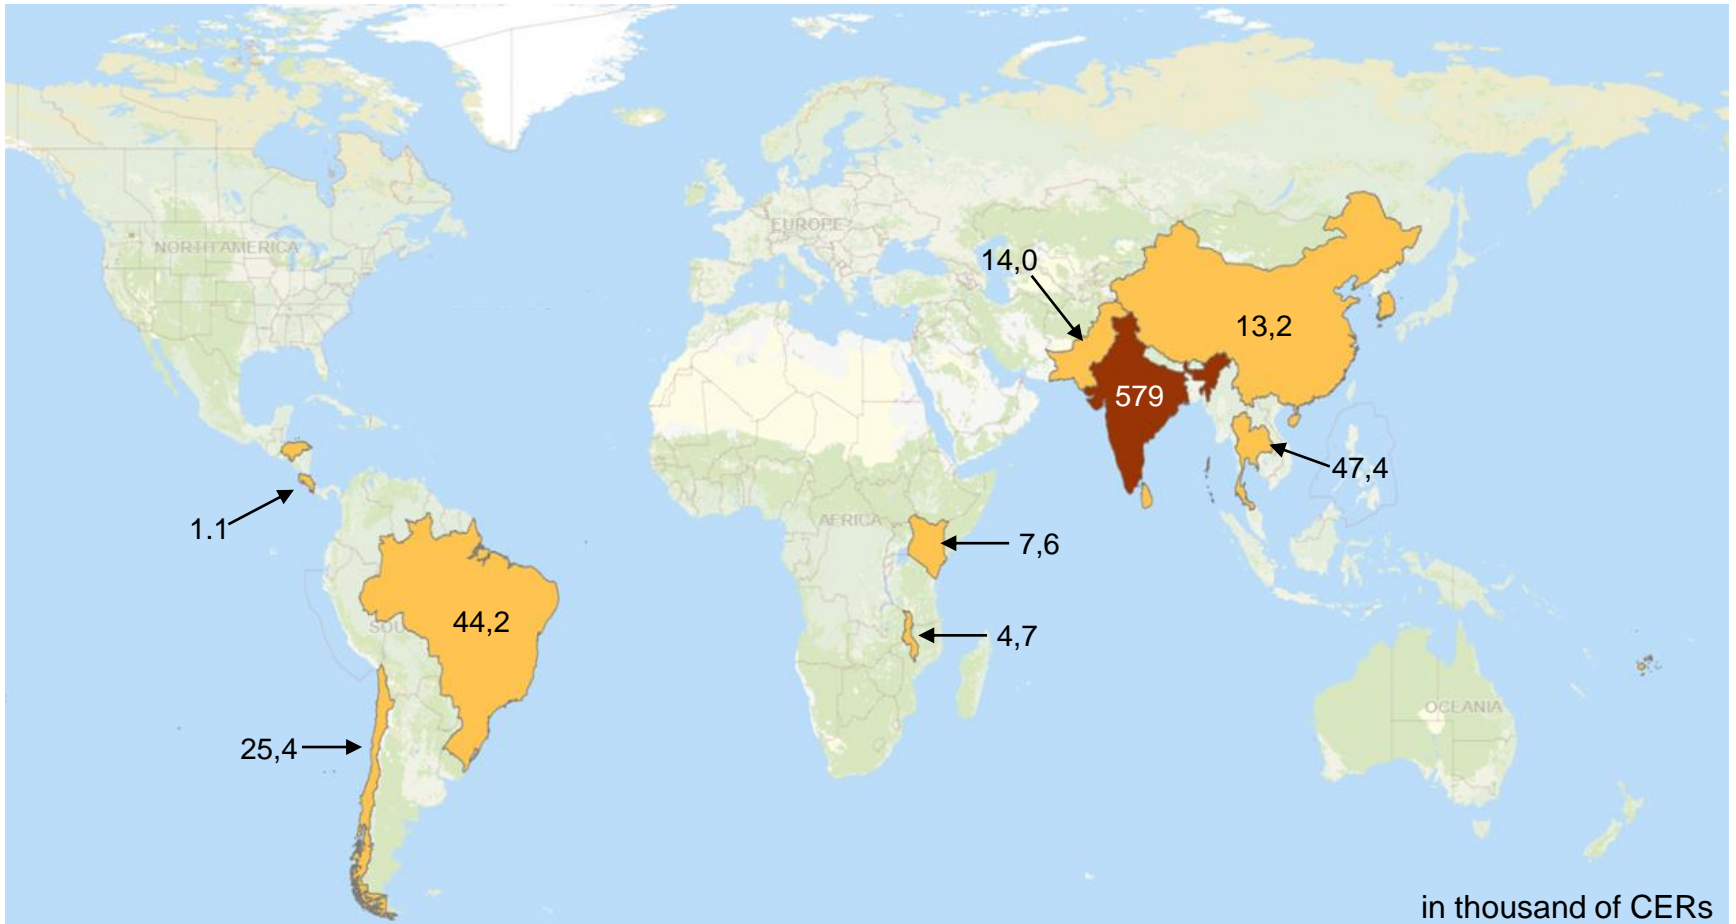 NORTH AMERICA
EUROPE
14,0
13,2
579
47,4
1.1
AFRICA
7,6
44,2
SOU
4,7
25,4
OCEANIA
in thousand of CERs